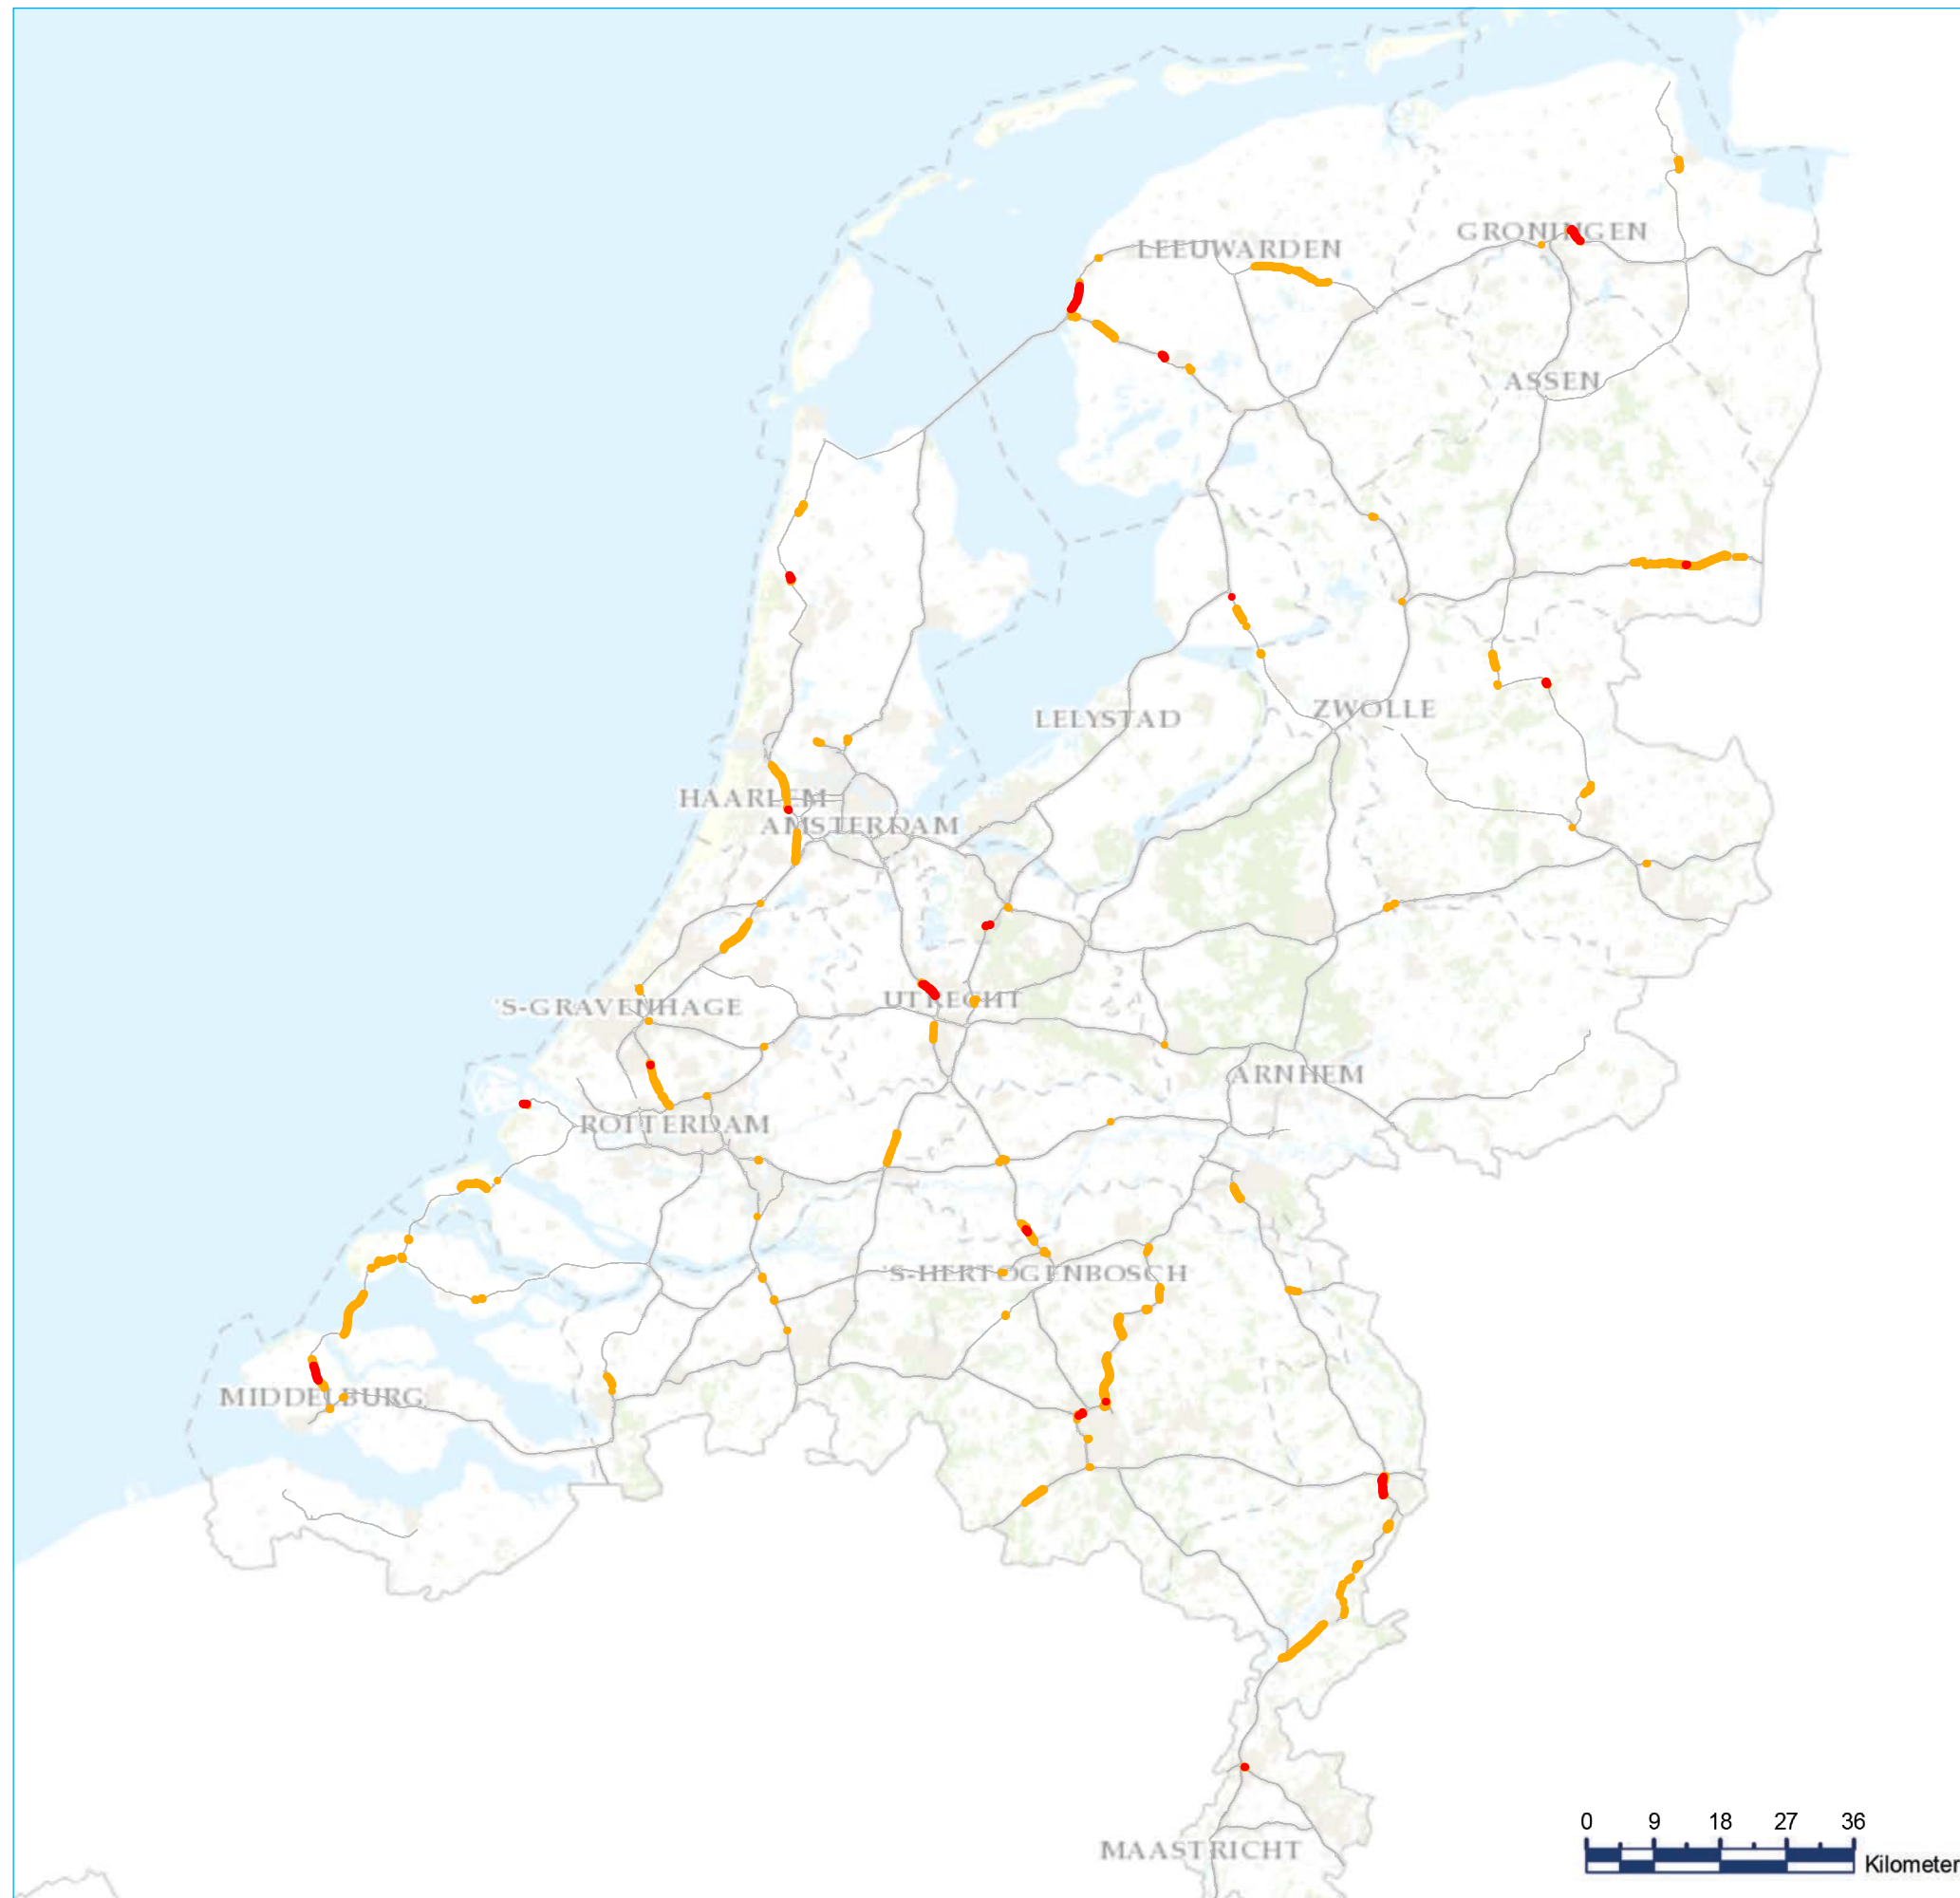 GRONINGEN
LEEUWARDEN
ASSEN
ZWOLLE
LELYSTAD
HAARLEM
AMSTERDAM
UTRECHT
'S-GRAVENHAGE
ARNHEM
ROTTERDAM
'S-HERTOGENBOSCH
MIDDELBURG
MAASTRICHT
0 9 18 27 36
Kilometer